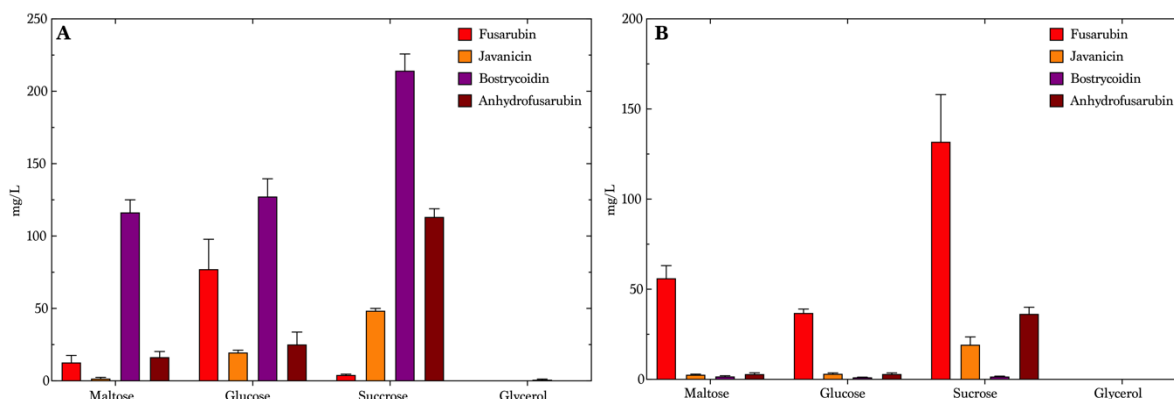 A
Fusarubin
Javanicin
Bostrycoidin
Anhydrofusarubin
mg/L
250
200
150
100
50
0
Maltose
Glucose
Succrose
Glycerol
B
Fusarubin
Javanicin
Bostrycoidin
Anhydrofusarubin
mg/L
200
150
100
50
0
Maltose
Glucose
Sucrose
Glycerol